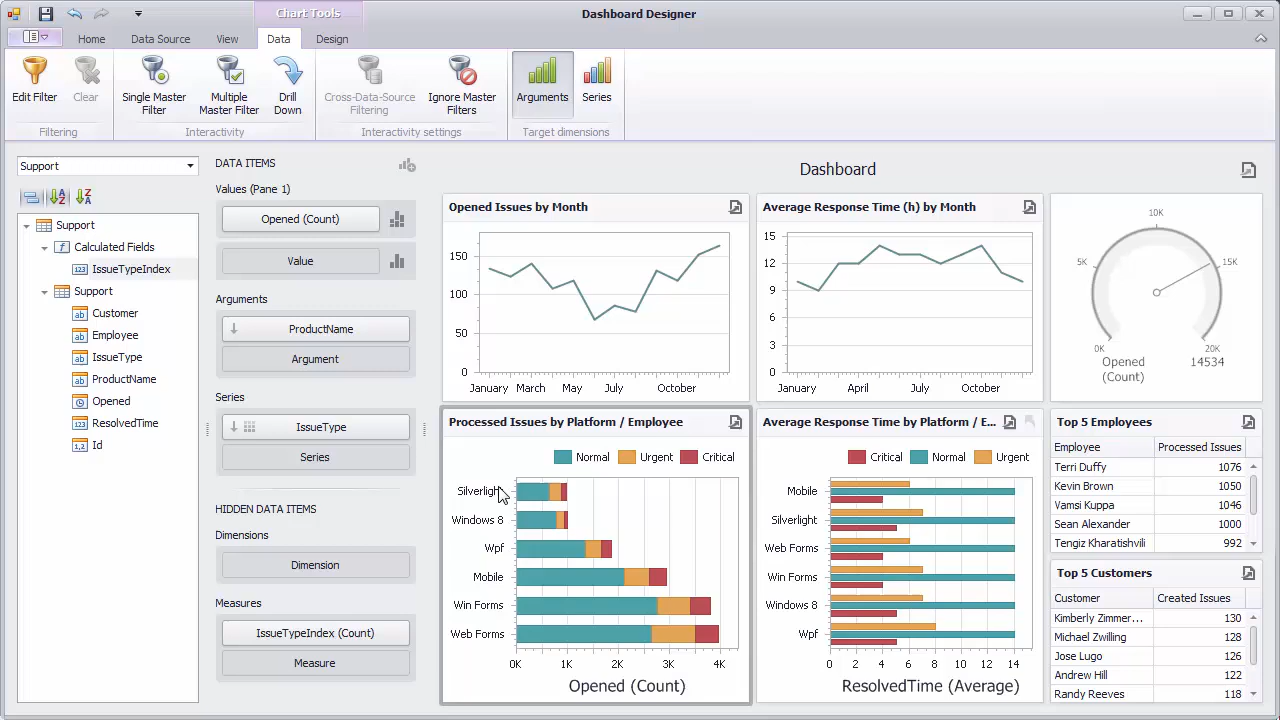 Chart Tools
Dashboard Designer
Home
Data Source
View
Data
Design
Edit Filter
Clear
Single Master
Filter
Multiple
Master Filter
Drill
Down
Cross-Data-Source
Filtering
Ignore Master
Filters
Arguments
Series
Filtering
Interactivity
Interactivity settings
Target dimensions
Support
Support
Calculated Fields
123 IssueTypeIndex
Support
ab Customer
ab Employee
ab IssueType
ab ProductName
Opened
123 ResolvedTime
1,2 Id
DATA ITEMS
Values (Pane 1)
Opened (Count)
Value
Arguments
ProductName
Argument
Series
IssueType
Series
HIDDEN DATA ITEMS
Dimensions
Dimension
Measures
IssueTypeIndex (Count)
Measure
Dashboard
Opened Issues by Month
150
100
50
0
January March May July October
Average Response Time (h) by Month
15
12
9
6
3
0
January April July October
10K
5K 15K
0K 20K
Opened
(Count)
14534
Processed Issues by Platform / Employee
Normal Urgent Critical
Silverlight
Windows 8
Wpf
Mobile
Win Forms
Web Forms
0K 1K 2K 3K 4K
Opened (Count)
Average Response Time by Platform / E...
Critical Normal Urgent
Mobile
Silverlight
Web Forms
Win Forms
Windows 8
Wpf
0 2 4 6 8 10 12 14
ResolvedTime (Average)
Top 5 Employees
Employee Processed Issues
Terri Duffy 1076
Kevin Brown 1050
Vamsi Kuppa 1046
Sean Alexander 1000
Tengiz Kharatishvili 992
Top 5 Customers
Customer Created Issues
Kimberly Zimmer... 130
Michael Zwilling 128
Jose Lugo 126
Andrew Hill 122
Randy Reeves 118